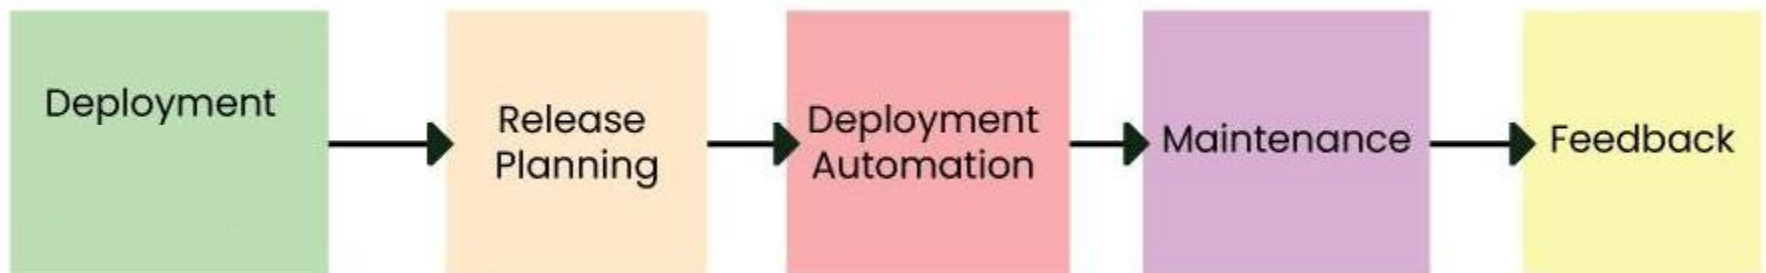 Deployment
Release
Planning
Deployment
Automation
Maintenance
Feedback